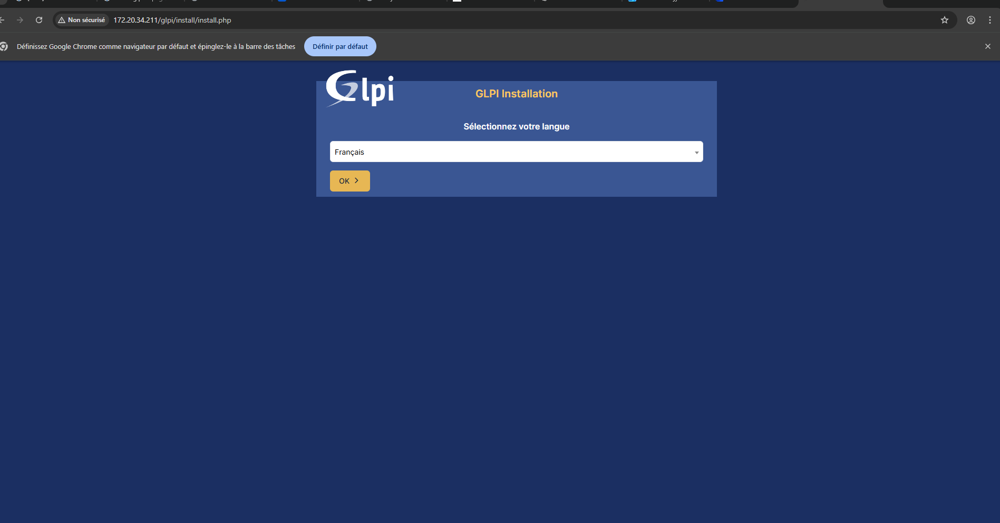 Non sécurisé 172.20.34.211/glpi/install/install.php
Définissez Google Chrome comme navigateur par défaut et épinglez-le à la barre des tâches Définir par défaut
Glpi
GLPI Installation
Sélectionnez votre langue
Français
OK